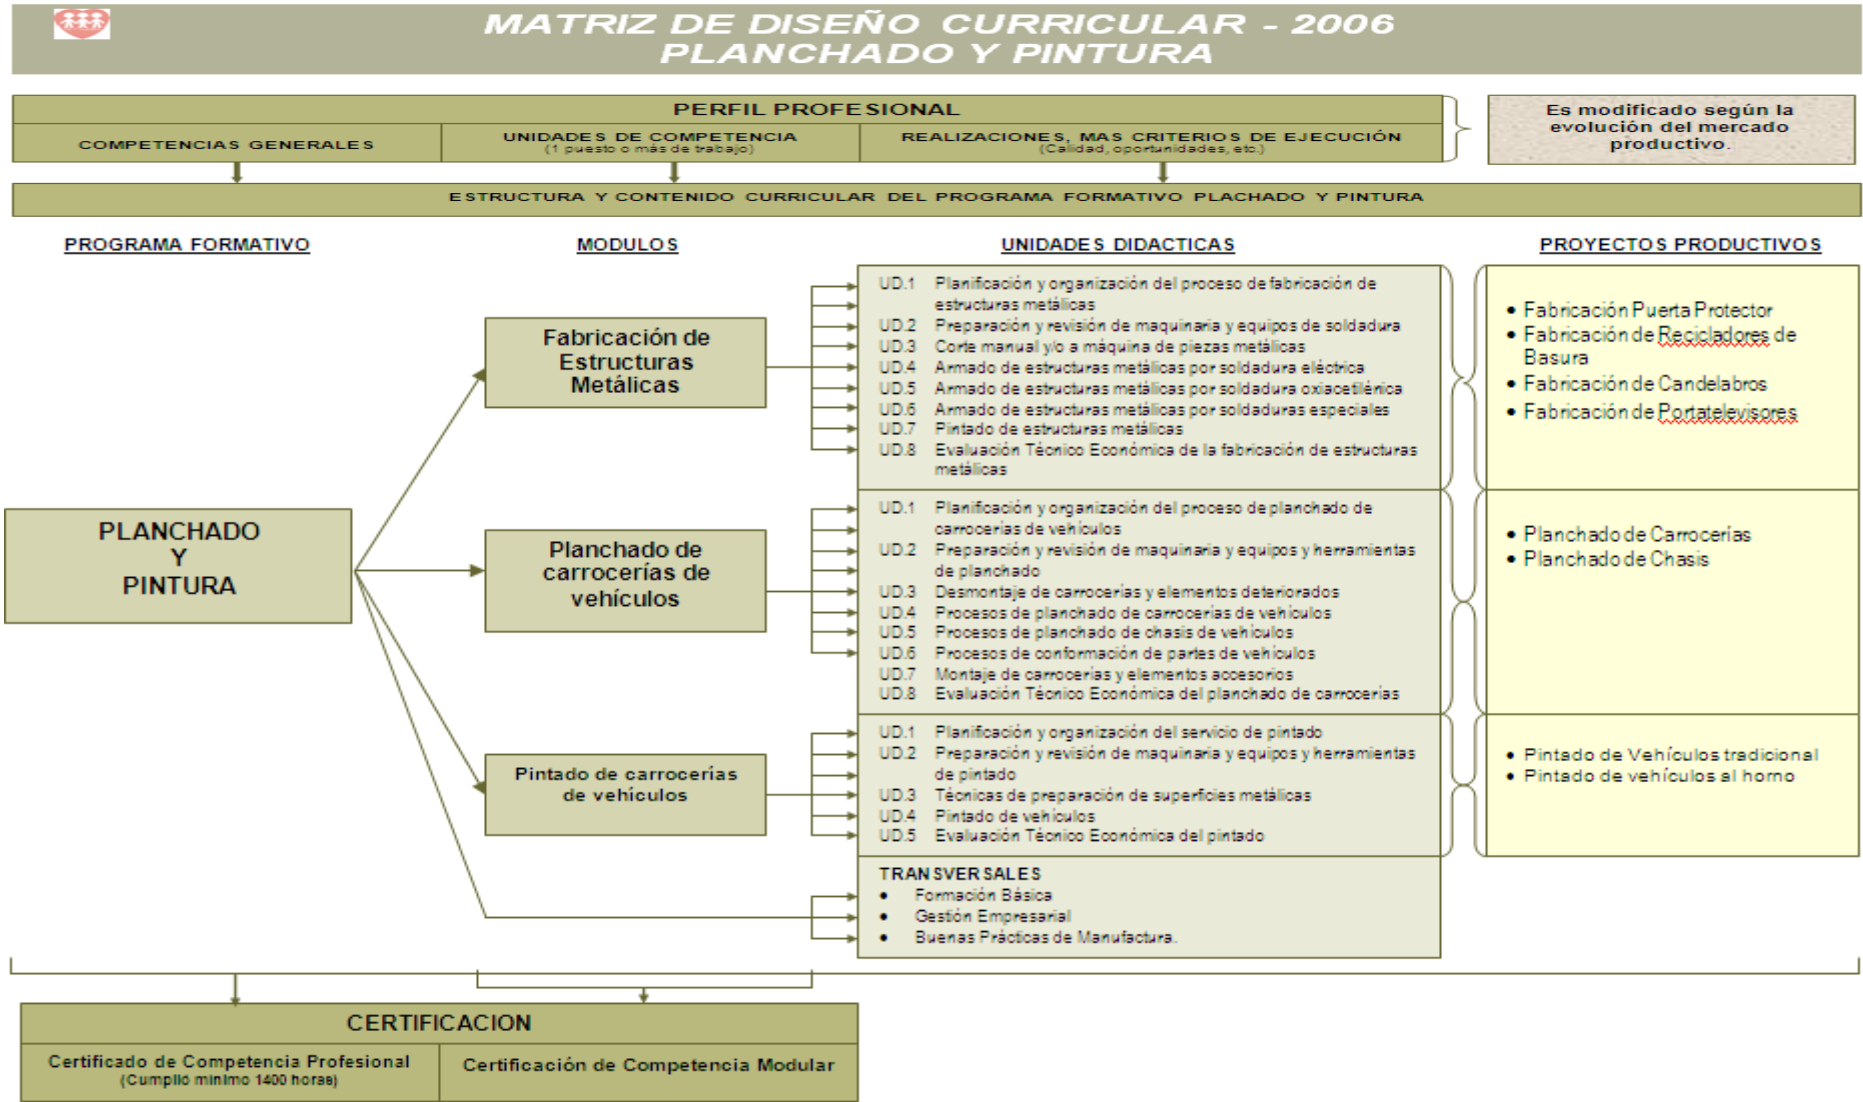 MATRIZ DE DISEÑO CURRICULAR - 2006
PLANCHADO Y PINTURA
PERFIL PROFESIONAL
COMPETENCIAS GENERALES
UNIDADES DE COMPETENCIA
(1 puesto o más de trabajo)
REALIZACIONES, MAS CRITERIOS DE EJECUCIÓN
(Calidad, oportunidades, etc.)
Es modificado según la
evolución del mercado
productivo.
ESTRUCTURA Y CONTENIDO CURRICULAR DEL PROGRAMA FORMATIVO PLACHADO Y PINTURA
PROGRAMA FORMATIVO
MODULOS
UNIDADES DIDACTICAS
PROYECTOS PRODUCTIVOS
PLANCHADO
Y
PINTURA
Fabricación de
Estructuras
Metálicas
UD.1 Planificación y organización del proceso de fabricación de
estructuras metálicas
UD.2 Preparación y revisión de maquinaria y equipos de soldadura
UD.3 Corte manual y/o a máquina de piezas metálicas
UD.4 Armado de estructuras metálicas por soldadura eléctrica
UD.5 Armado de estructuras metálicas por soldadura oxiacetilénica
UD.6 Armado de estructuras metálicas por soldaduras especiales
UD.7 Pintado de estructuras metálicas
UD.8 Evaluación Técnico Económica de la fabricación de estructuras
metálicas
• Fabricación Puerta Protector
• Fabricación de Recicladores de
Basura
• Fabricación de Candelabros
• Fabricación de Portatelevisores
Planchado de
carrocerías de
vehículos
UD.1 Planificación y organización del proceso de planchado de
carrocerías de vehículos
UD.2 Preparación y revisión de maquinaria y equipos y herramientas
de planchado
UD.3 Desmontaje de carrocerías y elementos deteriorados
UD.4 Procesos de planchado de carrocerías de vehículos
UD.5 Procesos de planchado de chasis de vehículos
UD.6 Procesos de conformación de partes de vehículos
UD.7 Montaje de carrocerías y elementos accesorios
UD.8 Evaluación Técnico Económica del planchado de carrocerías
• Planchado de Carrocerías
• Planchado de Chasis
Pintado de carrocerías
de vehículos
UD.1 Planificación y organización del servicio de pintado
UD.2 Preparación y revisión de maquinaria y equipos y herramientas
de pintado
UD.3 Técnicas de preparación de superficies metálicas
UD.4 Pintado de vehículos
UD.5 Evaluación Técnico Económica del pintado
• Pintado de Vehículos tradicional
• Pintado de vehículos al horno
TRANSVERSALES
• Formación Básica
• Gestión Empresarial
• Buenas Prácticas de Manufactura.
CERTIFICACION
Certificado de Competencia Profesional
(Cumplió mínimo 1400 horas)
Certificación de Competencia Modular